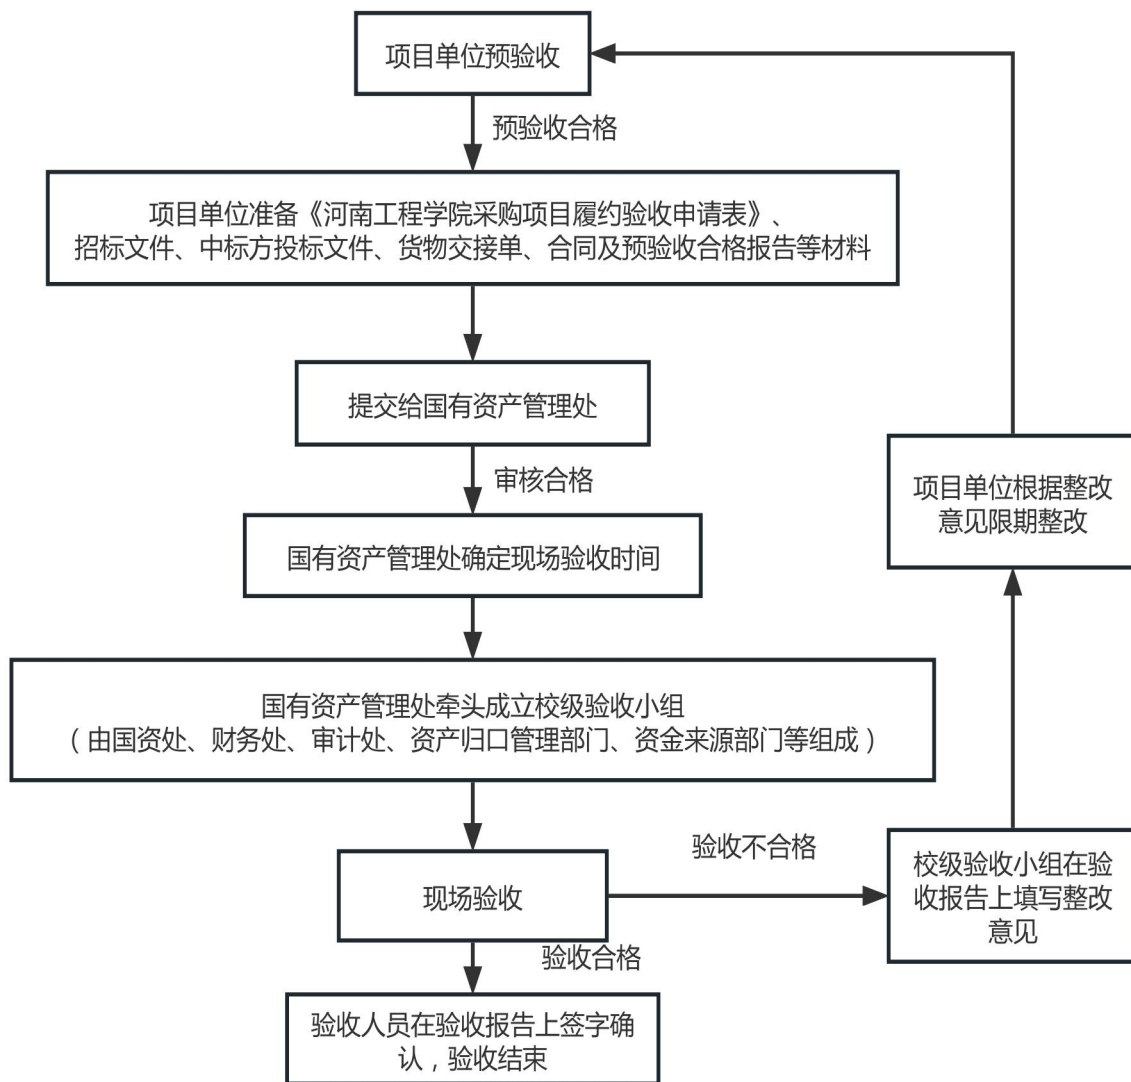 项目单位预验收
预验收合格
项目单位准备《河南工程学院采购项目履约验收申请表》、
招标文件、中标方投标文件、货物交接单、合同及预验收合格报告等材料
提交给国有资产管理处
审核合格
国有资产管理处确定现场验收时间
国有资产管理处牵头成立校级验收小组
（由国资处、财务处、审计处、资产归口管理部门、资金来源部门等组成）
现场验收
验收合格
验收人员在验收报告上签字确
认，验收结束
验收不合格
校级验收小组在验
收报告上填写整改
意见
项目单位根据整改
意见限期整改